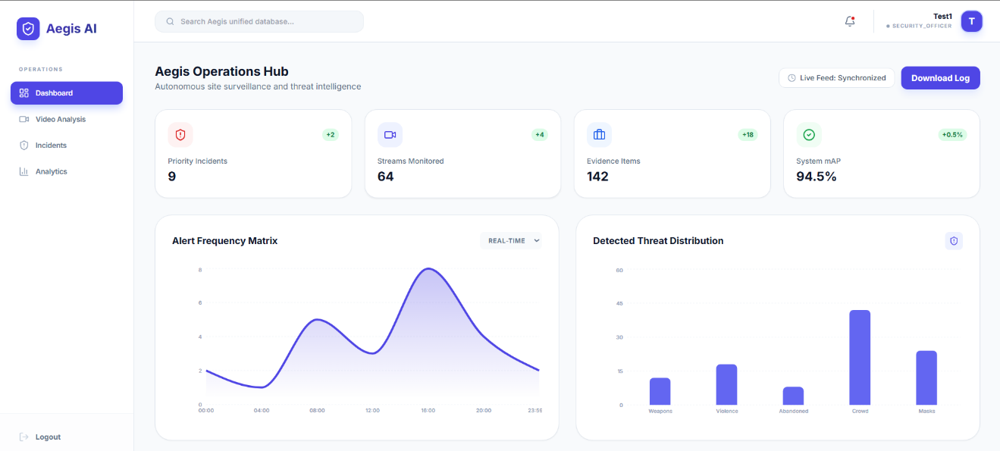 Aegis AI
Search Aegis unified database...
Test1
SECURITY_OFFICER
T
OPERATIONS
Dashboard
Video Analysis
Incidents
Analytics
Logout
Aegis Operations Hub
Autonomous site surveillance and threat intelligence
Live Feed: Synchronized
Download Log
+2
Priority Incidents
9
+4
Streams Monitored
64
+18
Evidence Items
142
+0.5%
System mAP
94.5%
Alert Frequency Matrix
REAL-TIME
8
6
4
2
0
00:00 04:00 08:00 12:00 16:00 20:00 23:59
Detected Threat Distribution
60
45
30
15
0
Weapons Violence Abandoned Crowd Masks